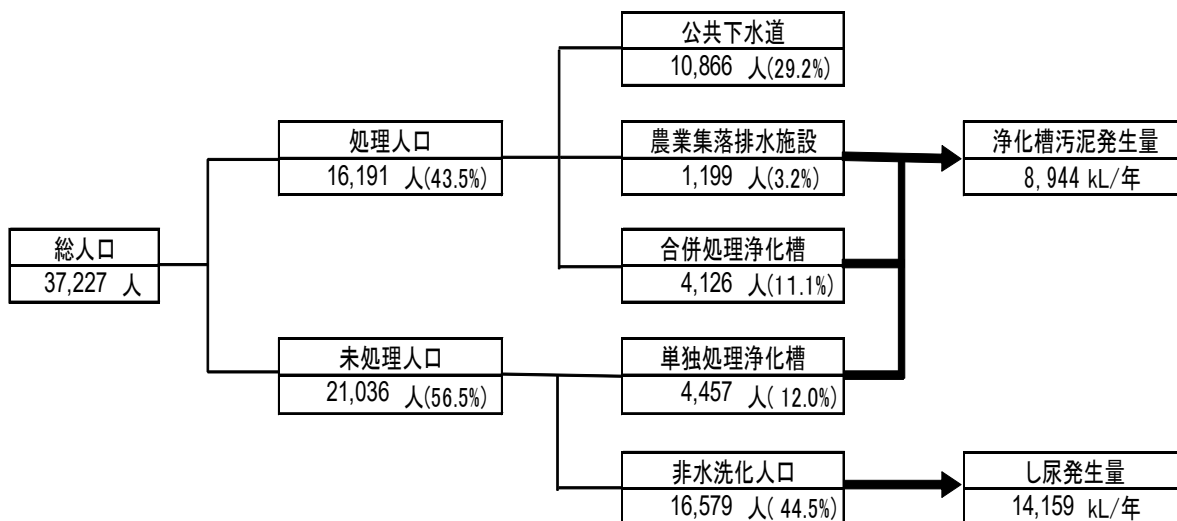 公共下水道
10,866 人(29.2%)
処理人口
16,191 人(43.5%)
農業集落排水施設
1,199 人(3.2%)
浄化槽汚泥発生量
8,944 kL/年
総人口
37,227 人
合併処理浄化槽
4,126 人(11.1%)
未処理人口
21,036 人(56.5%)
単独処理浄化槽
4,457 人( 12.0%)
非水洗化人口
16,579 人( 44.5%)
し尿発生量
14,159 kL/年